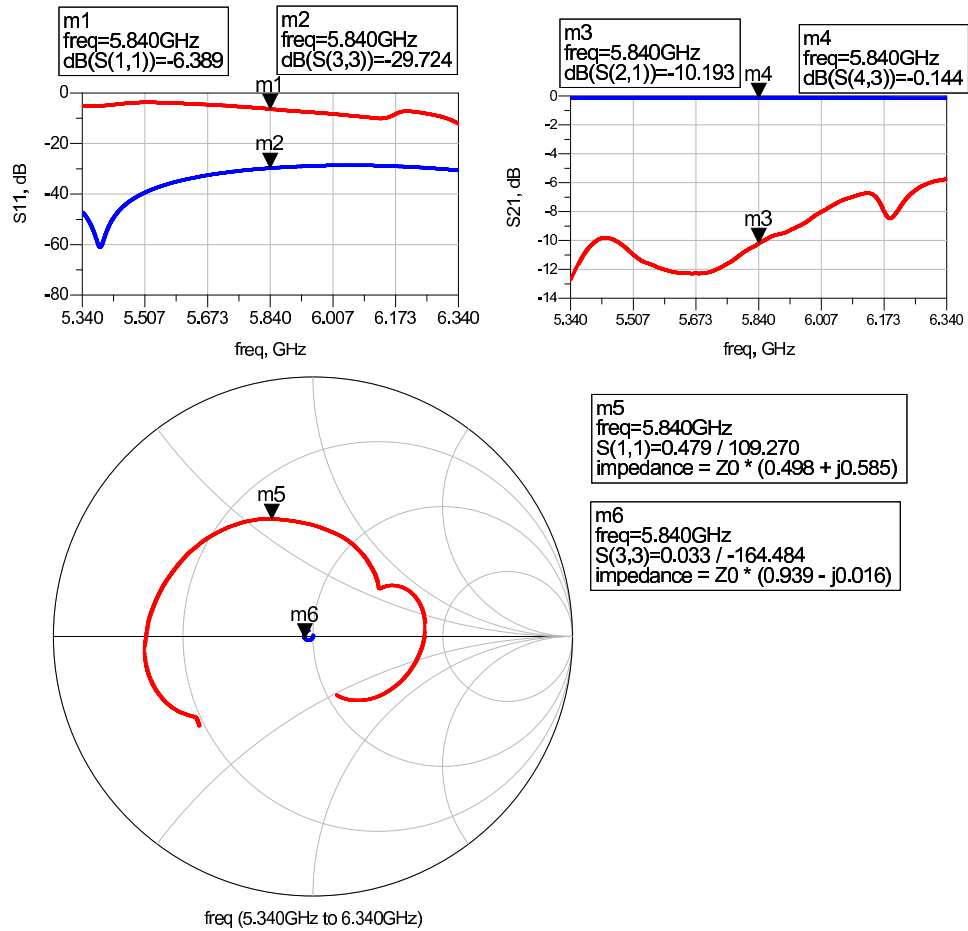 m1
freq=5.840GHz
dB(S(1,1))=-6.389
m2
freq=5.840GHz
dB(S(3,3))=-29.724
m1
m2
S11, dB
0
-20
-40
-60
-80
5.340
5.507
5.673
5.840
6.007
6.173
6.340
freq, GHz
m3
freq=5.840GHz
dB(S(2,1))=-10.193
m4
freq=5.840GHz
dB(S(4,3))=-0.144
m4
m3
S21, dB
0
-2
-4
-6
-8
-10
-12
-14
5.340
5.507
5.673
5.840
6.007
6.173
6.340
freq, GHz
m5
m6
freq (5.340GHz to 6.340GHz)
m5
freq=5.840GHz
S(1,1)=0.479 / 109.270
impedance = Z0 * (0.498 + j0.585)
m6
freq=5.840GHz
S(3,3)=0.033 / -164.484
impedance = Z0 * (0.939 - j0.016)